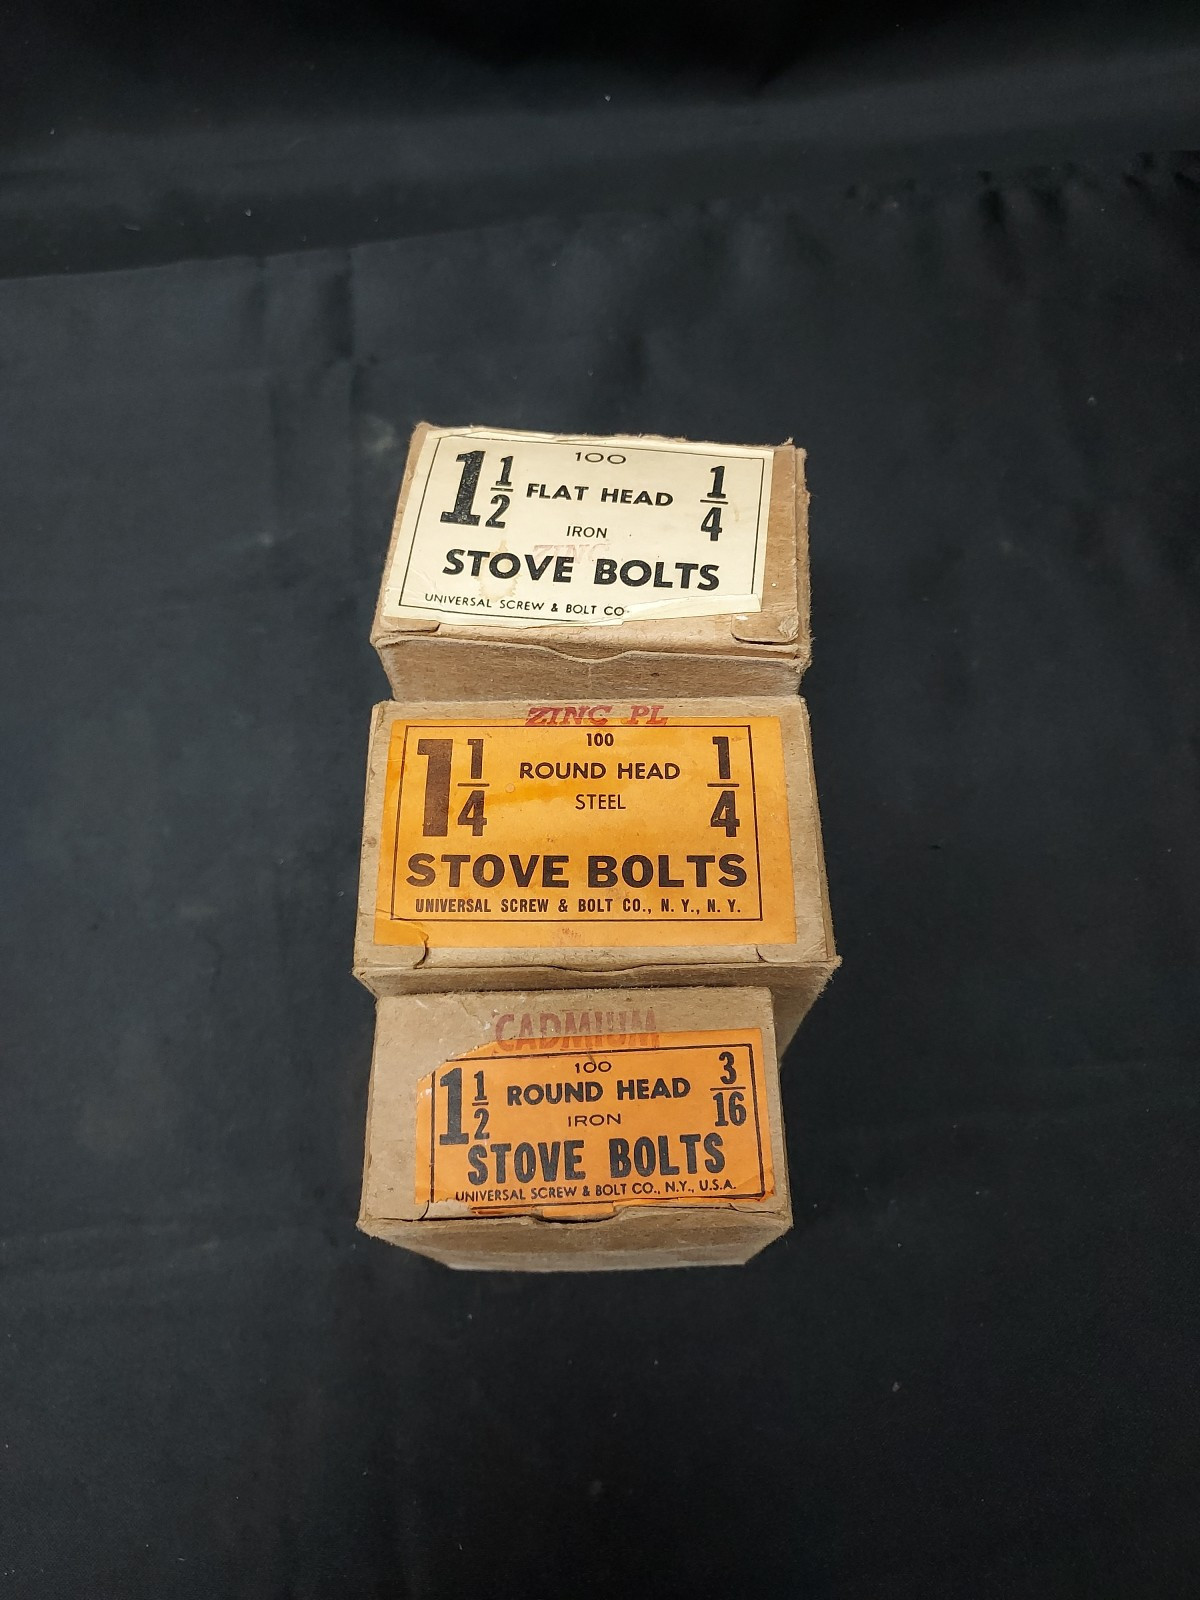 100
1 1/2 FLAT HEAD 1/4
IRON
ZINC
STOVE BOLTS
UNIVERSAL SCREW & BOLT CO
ZINC PL
100
1 1/4 ROUND HEAD 1/4
STEEL
STOVE BOLTS
UNIVERSAL SCREW & BOLT CO., N. Y., N. Y.
CADMIUM
100
1 1/2 ROUND HEAD 3/16
IRON
STOVE BOLTS
UNIVERSAL SCREW & BOLT CO., N.Y., U.S.A.